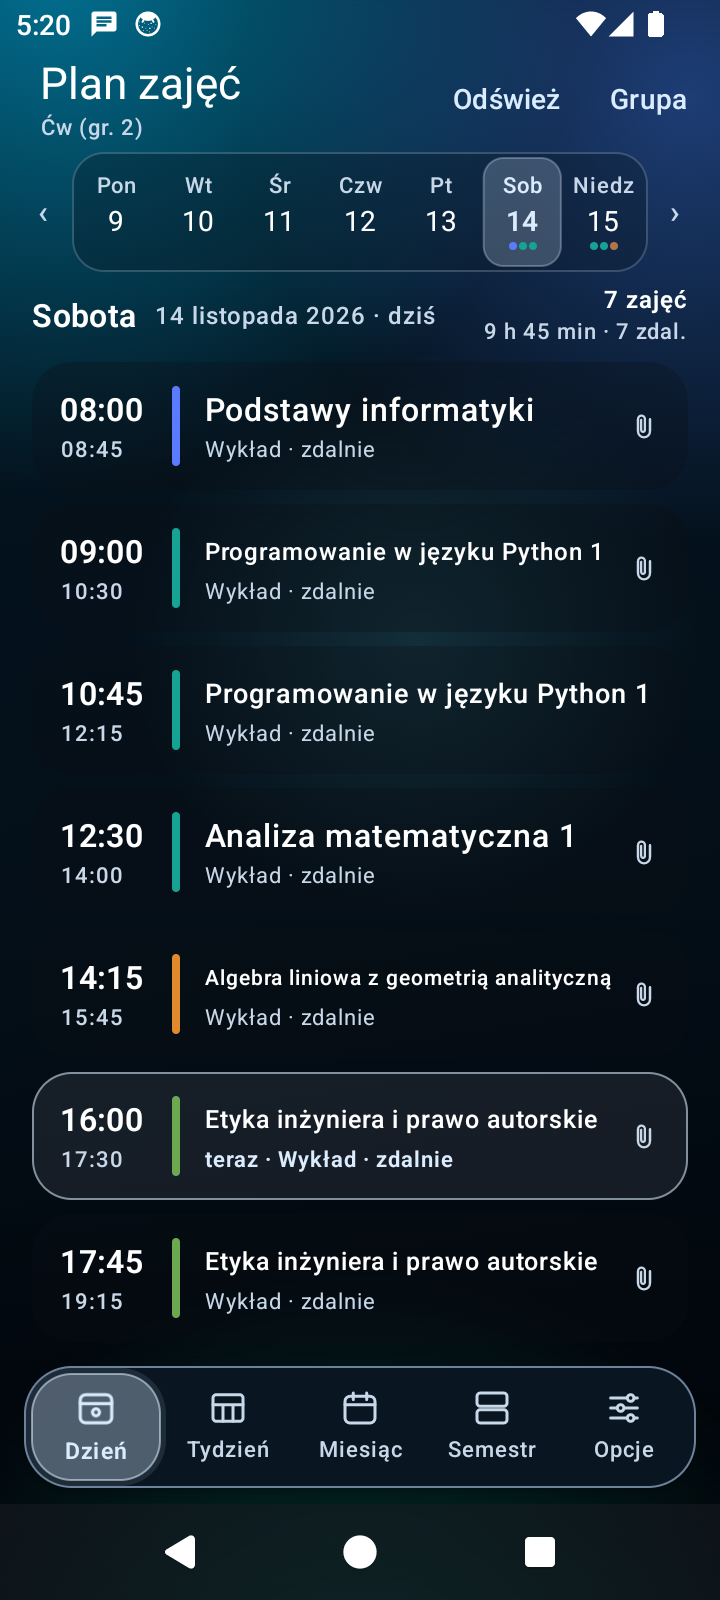 5:20
Plan zajęć
Ćw (gr. 2)
Odśwież
Grupa
Pon
Wt
Śr
Czw
Pt
Sob
Niedz
‹
9
10
11
12
13
14
15
›
Sobota
14 listopada 2026 · dziś
7 zajęć
9 h 45 min · 7 zdal.
08:00
Podstawy informatyki
08:45
Wykład · zdalnie
09:00
Programowanie w języku Python 1
10:30
Wykład · zdalnie
10:45
Programowanie w języku Python 1
12:15
Wykład · zdalnie
12:30
Analiza matematyczna 1
14:00
Wykład · zdalnie
14:15
Algebra liniowa z geometrią analityczną
15:45
Wykład · zdalnie
16:00
Etyka inżyniera i prawo autorskie
17:30
teraz · Wykład · zdalnie
17:45
Etyka inżyniera i prawo autorskie
19:15
Wykład · zdalnie
Dzień
Tydzień
Miesiąc
Semestr
Opcje